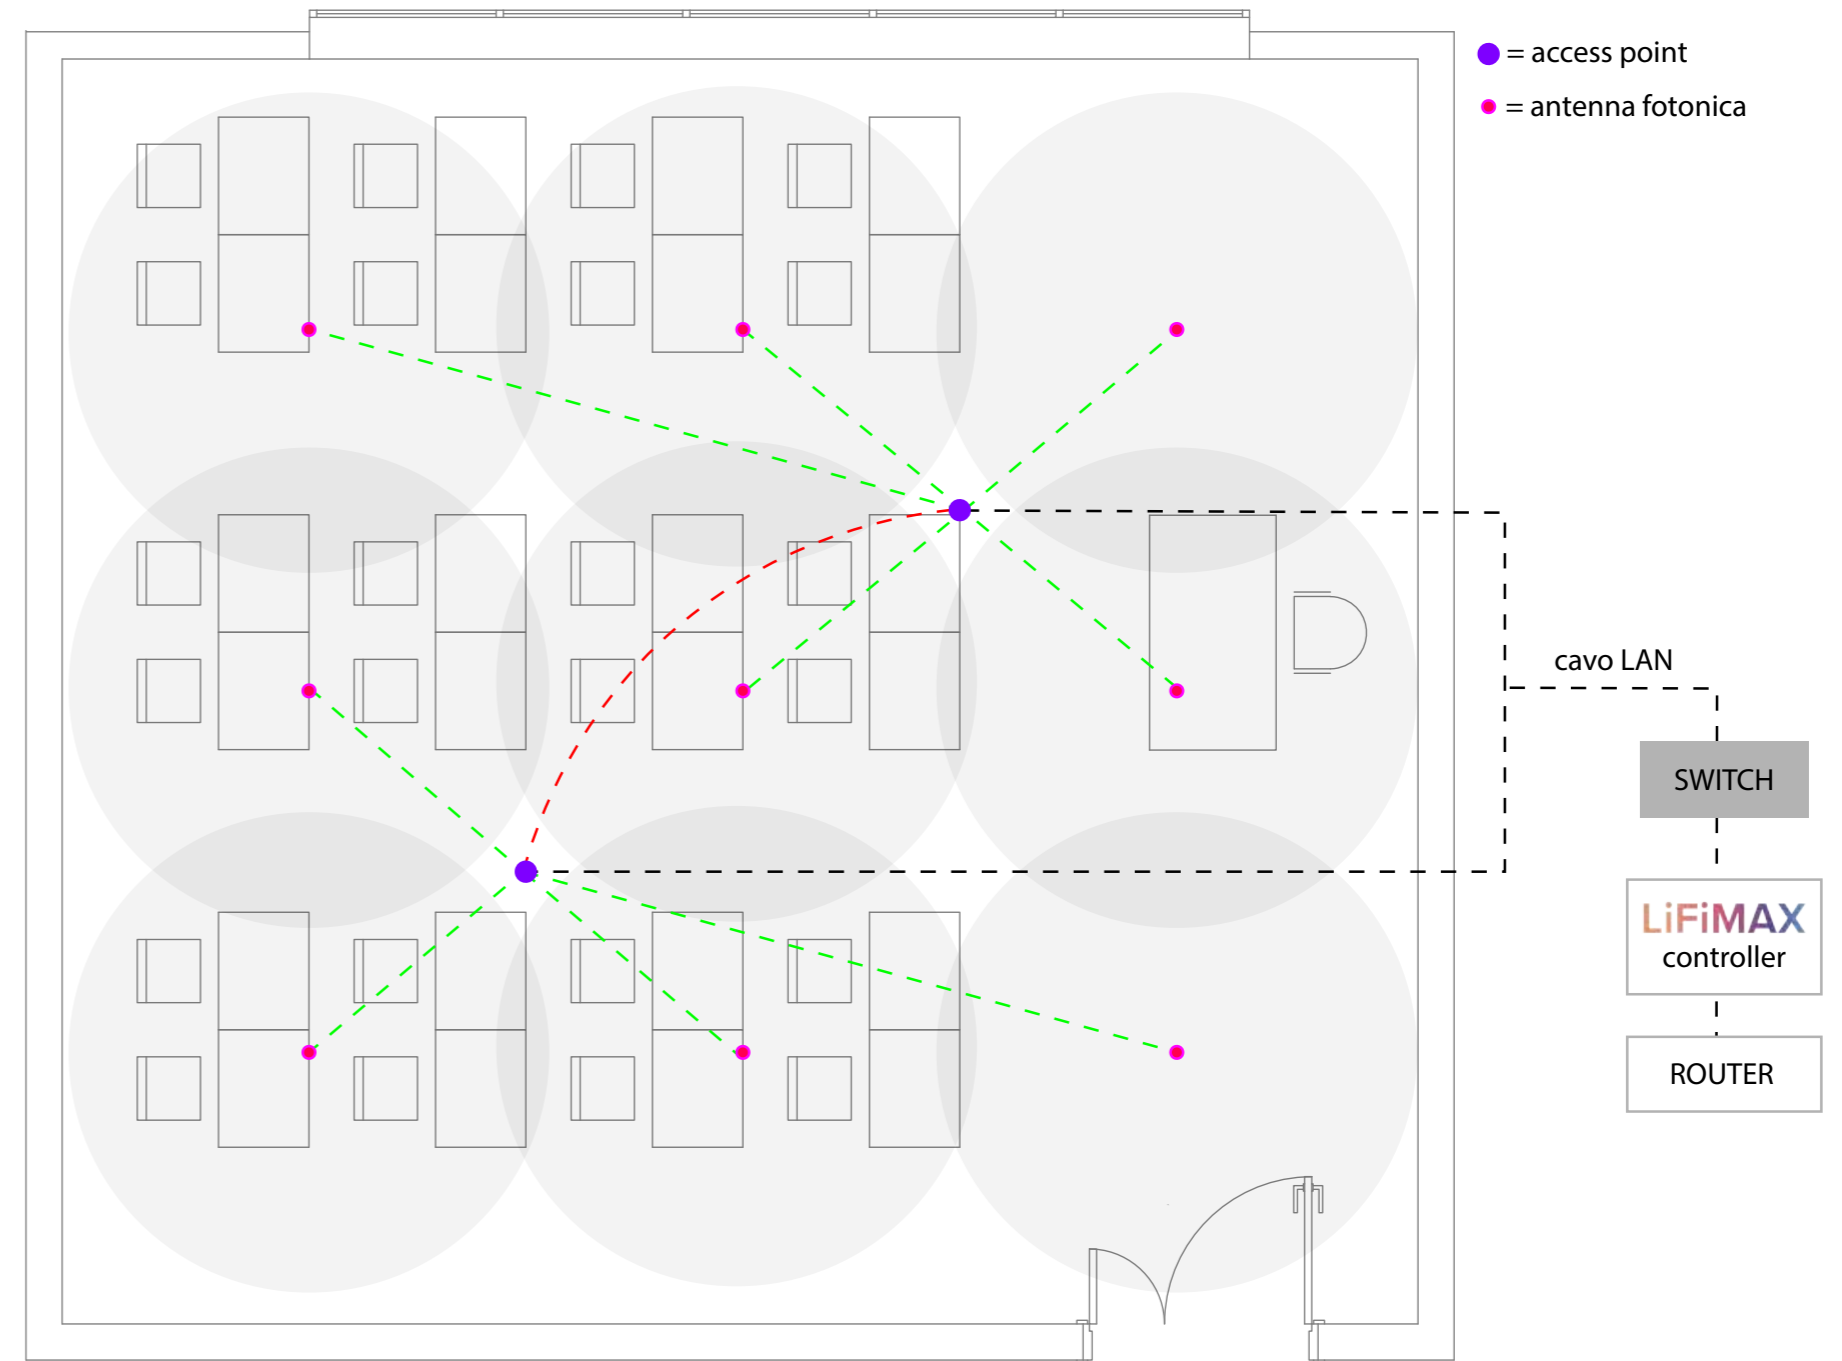 = access point
= antenna fotonica
cavo LAN
SWITCH
LiFiMAX
controller
ROUTER